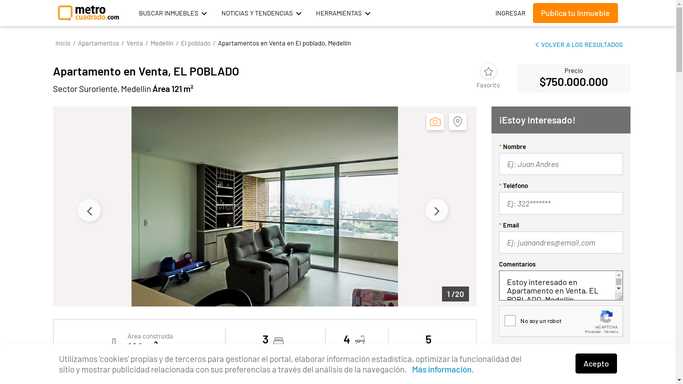 metro
cuadrado.com
BUSCAR INMUEBLES
NOTICIAS Y TENDENCIAS
HERRAMIENTAS
INGRESAR
Publica tu Inmueble
Inicio / Apartamentos / Venta / Medellín / El poblado / Apartamentos en Venta en El poblado, Medellín
VOLVER A LOS RESULTADOS
Apartamento en Venta, EL POBLADO
Sector Suroriente, Medellín Área 121 m²
Favorito
Precio
$750.000.000
¡Estoy Interesado!
* Nombre
Ej: Juan Andres
* Teléfono
Ej: 322*******
* Email
Ej: juanandres@email.com
Comentarios
Estoy interesado en
Apartamento en Venta, EL
POBLADO, Medellín
No soy un robot
reCAPTCHA
Privacidad - Términos
1 / 20
Área construida
3
4
5
Utilizamos 'cookies' propias y de terceros para gestionar el portal, elaborar información estadística, optimizar la funcionalidad del
sitio y mostrar publicidad relacionada con sus preferencias a través del análisis de la navegación. Más información.
Acepto